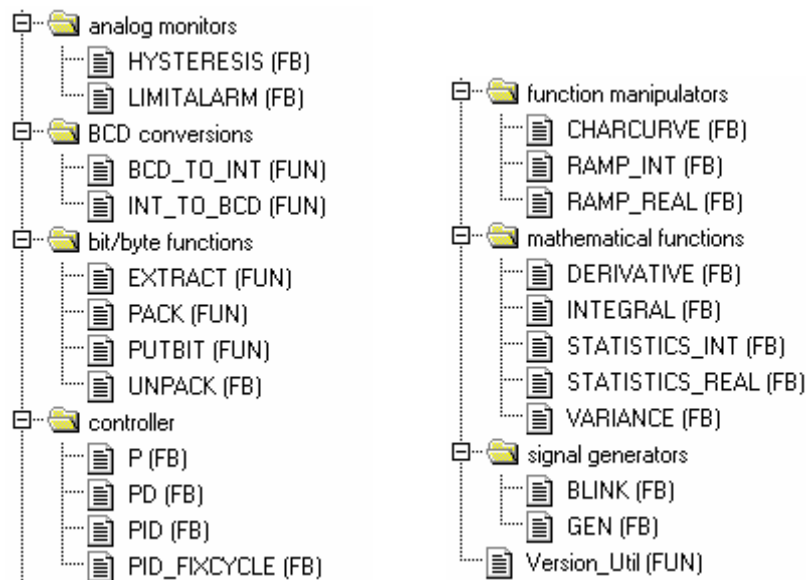 analog monitors
HYSTERESIS (FB)
LIMITALARM (FB)
BCD conversions
BCD_TO_INT (FUN)
INT_TO_BCD (FUN)
bit/byte functions
EXTRACT (FUN)
PACK (FUN)
PUTBIT (FUN)
UNPACK (FB)
controller
P (FB)
PD (FB)
PID (FB)
PID_FIXCYCLE (FB)
function manipulators
CHARCURVE (FB)
RAMP_INT (FB)
RAMP_REAL (FB)
mathematical functions
DERIVATIVE (FB)
INTEGRAL (FB)
STATISTICS_INT (FB)
STATISTICS_REAL (FB)
VARIANCE (FB)
signal generators
BLINK (FB)
GEN (FB)
Version_Util (FUN)